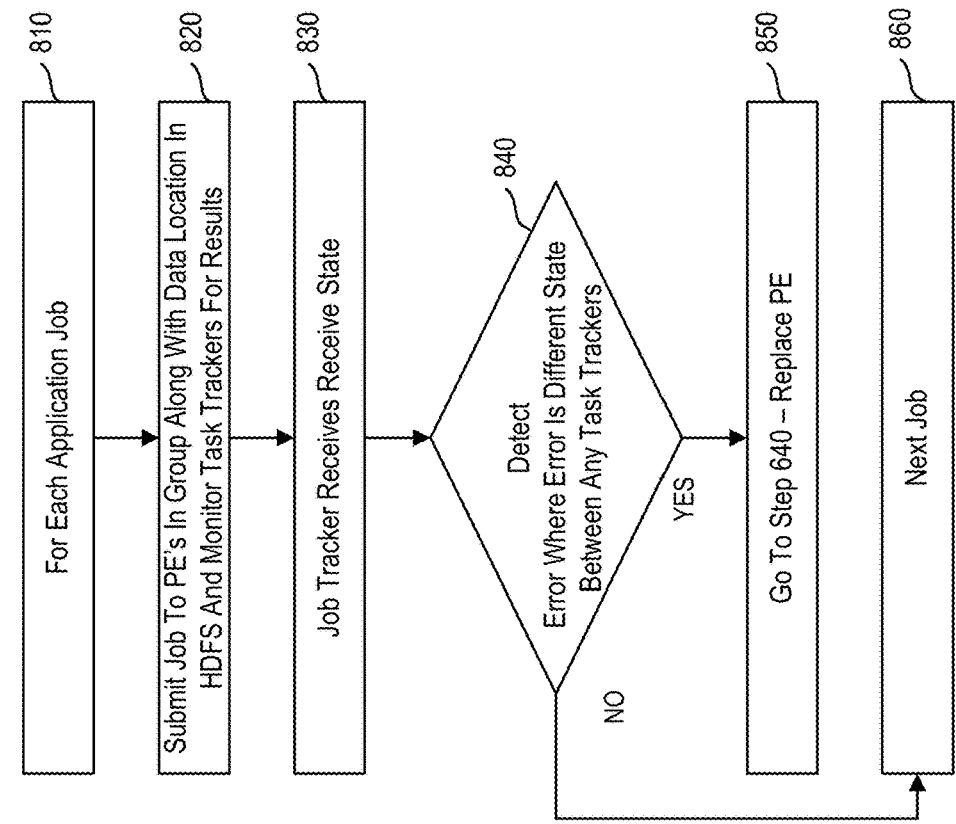 For Each Application Job
810
Submit Job To PE's In Group Along With Data Location In
HDFS And Monitor Task Trackers For Results
820
Job Tracker Receives Receive State
830
Detect
Error Where Error Is Different State
Between Any Task Trackers
840
YES
NO
Go To Step 640 – Replace PE
850
Next Job
860